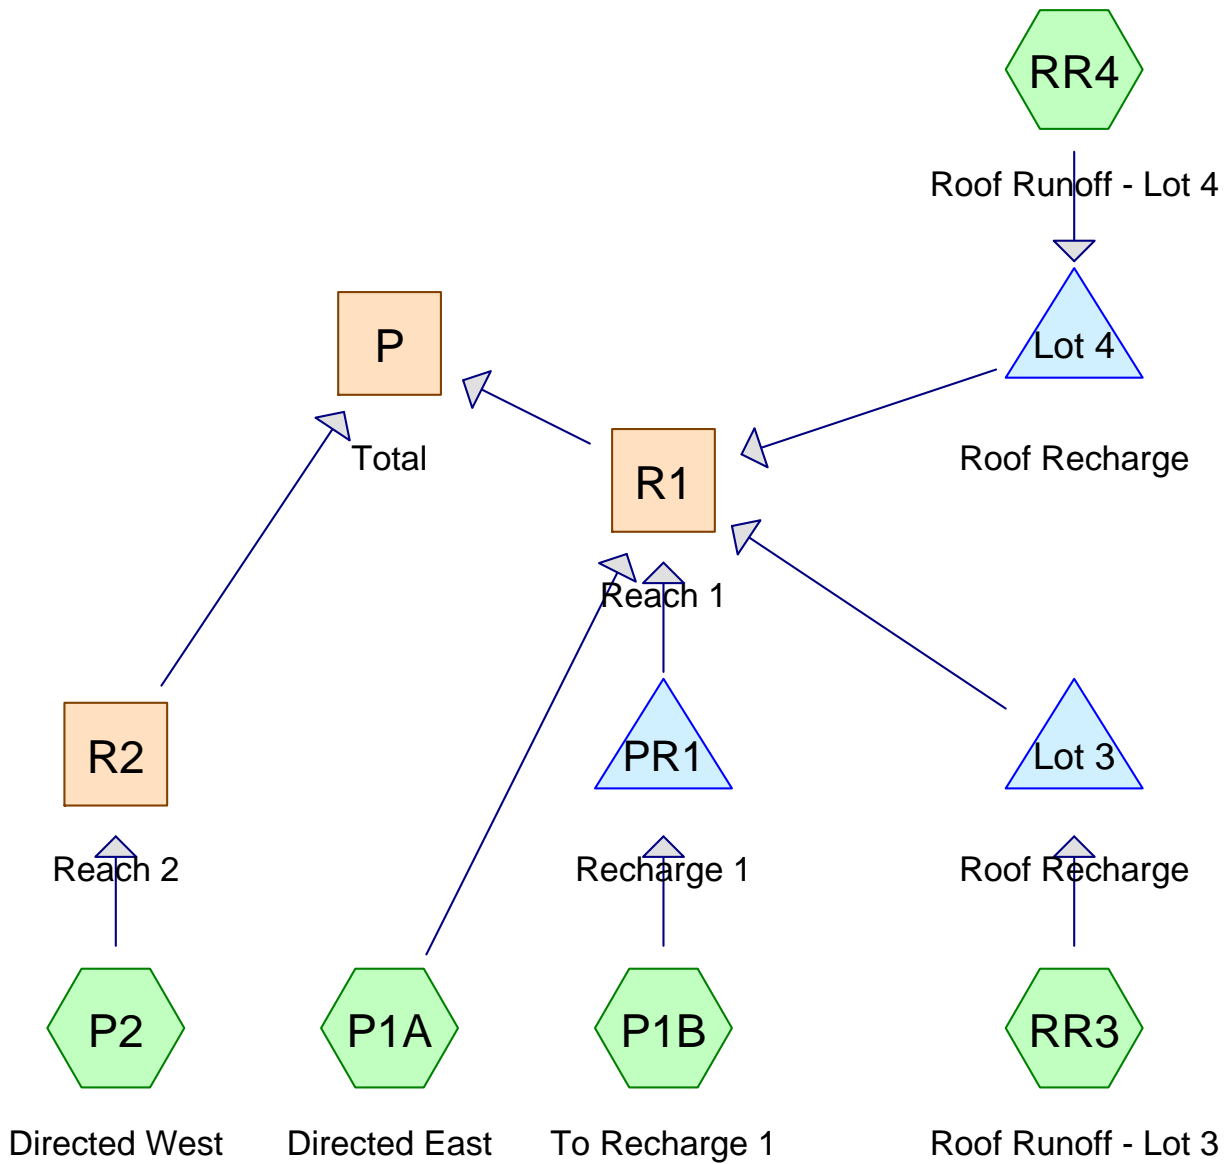 RR4
Roof Runoff - Lot 4
P
Lot 4
Total
Roof Recharge
R1
Reach 1
R2
PR1
Lot 3
Reach 2
Recharge 1
Roof Recharge
P2
P1A
P1B
RR3
Directed West
Directed East
To Recharge 1
Roof Runoff - Lot 3